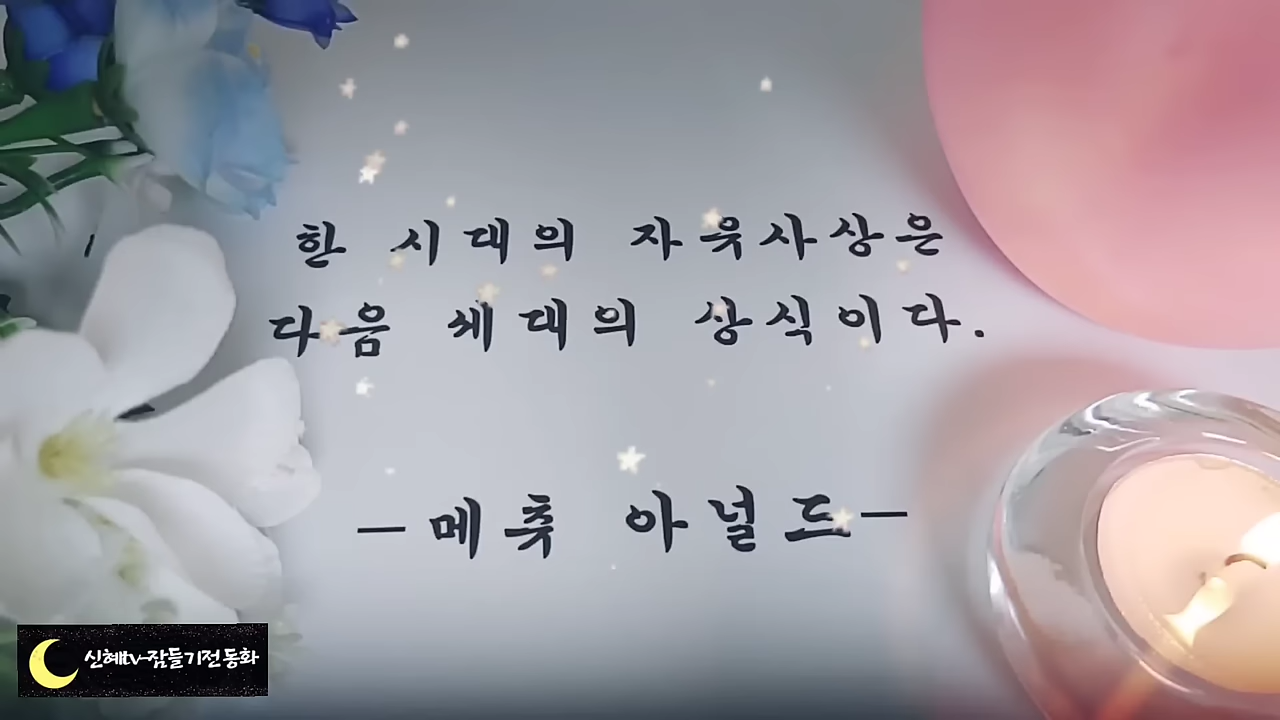 한 시대의 자유사상은
다음 세대의 상식이다.
-메츄 아널드-
신혜tv-잠들기전 동화